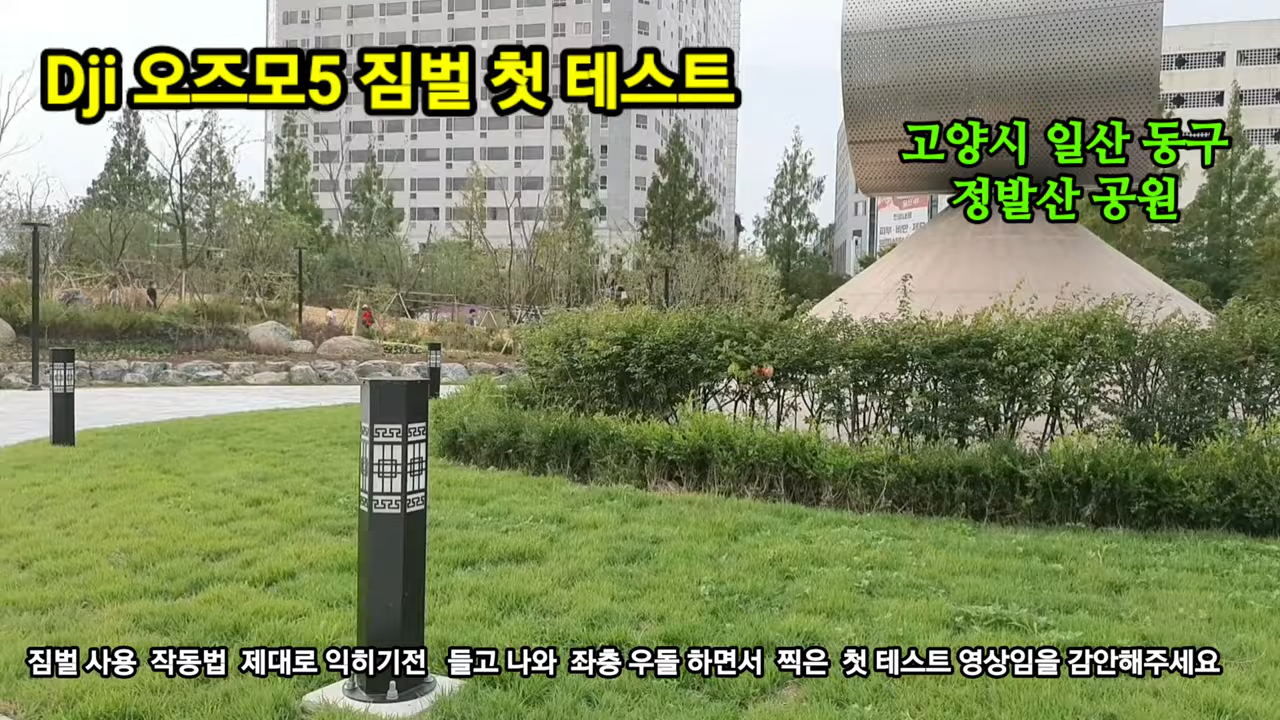 Dji 오즈모5 짐벌 첫 테스트
고양시 일산 동구
정발산 공원
짐벌 사용 작동법 제대로 익히기전 들고 나와 좌충 우돌 하면서 찍은 첫 테스트 영상임을 감안해주세요